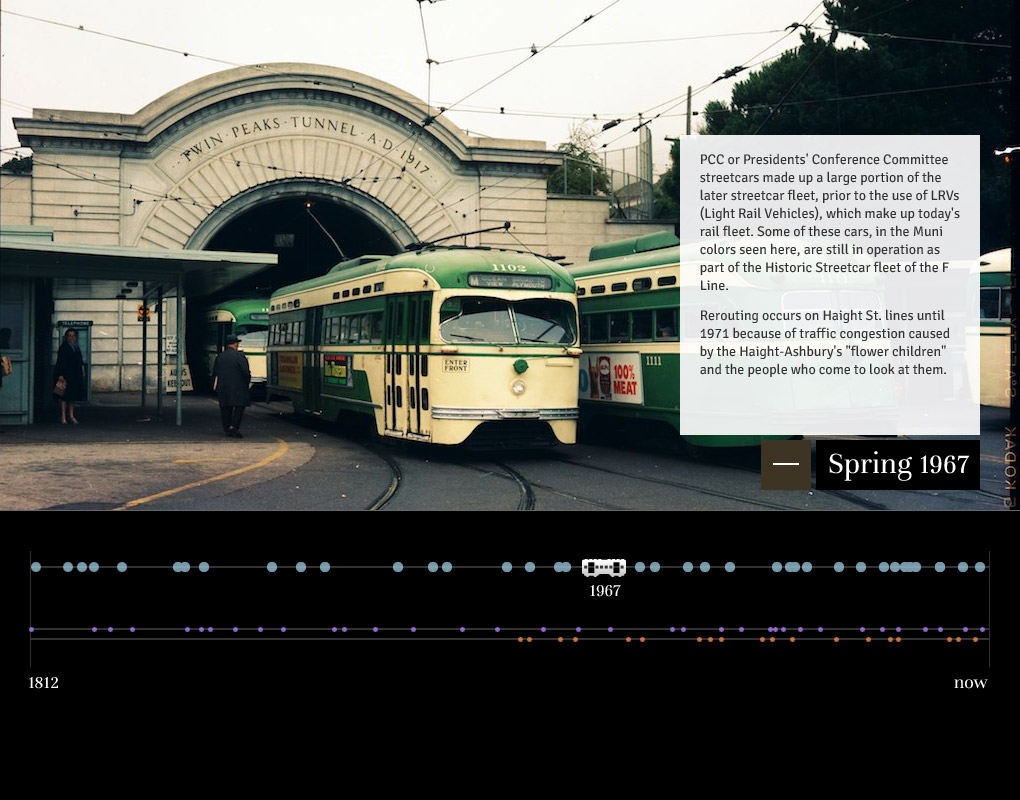 TWIN · PEAKS · TUNNEL · A·D·1917
PCC or Presidents' Conference Committee
streetcars made up a large portion of the
later streetcar fleet, prior to the use of LRVs
(Light Rail Vehicles), which make up today's
rail fleet. Some of these cars, in the Muni
colors seen here, are still in operation as
part of the Historic Streetcar fleet of the F
Line.
Rerouting occurs on Haight St. lines until
1971 because of traffic congestion caused
by the Haight-Ashbury's "flower children"
and the people who come to look at them.
1102
PLYMOUTH
TELEPHONE
ENTER
FRONT
1111
100%
MEAT
KODAK
Spring 1967
1967
1812
now